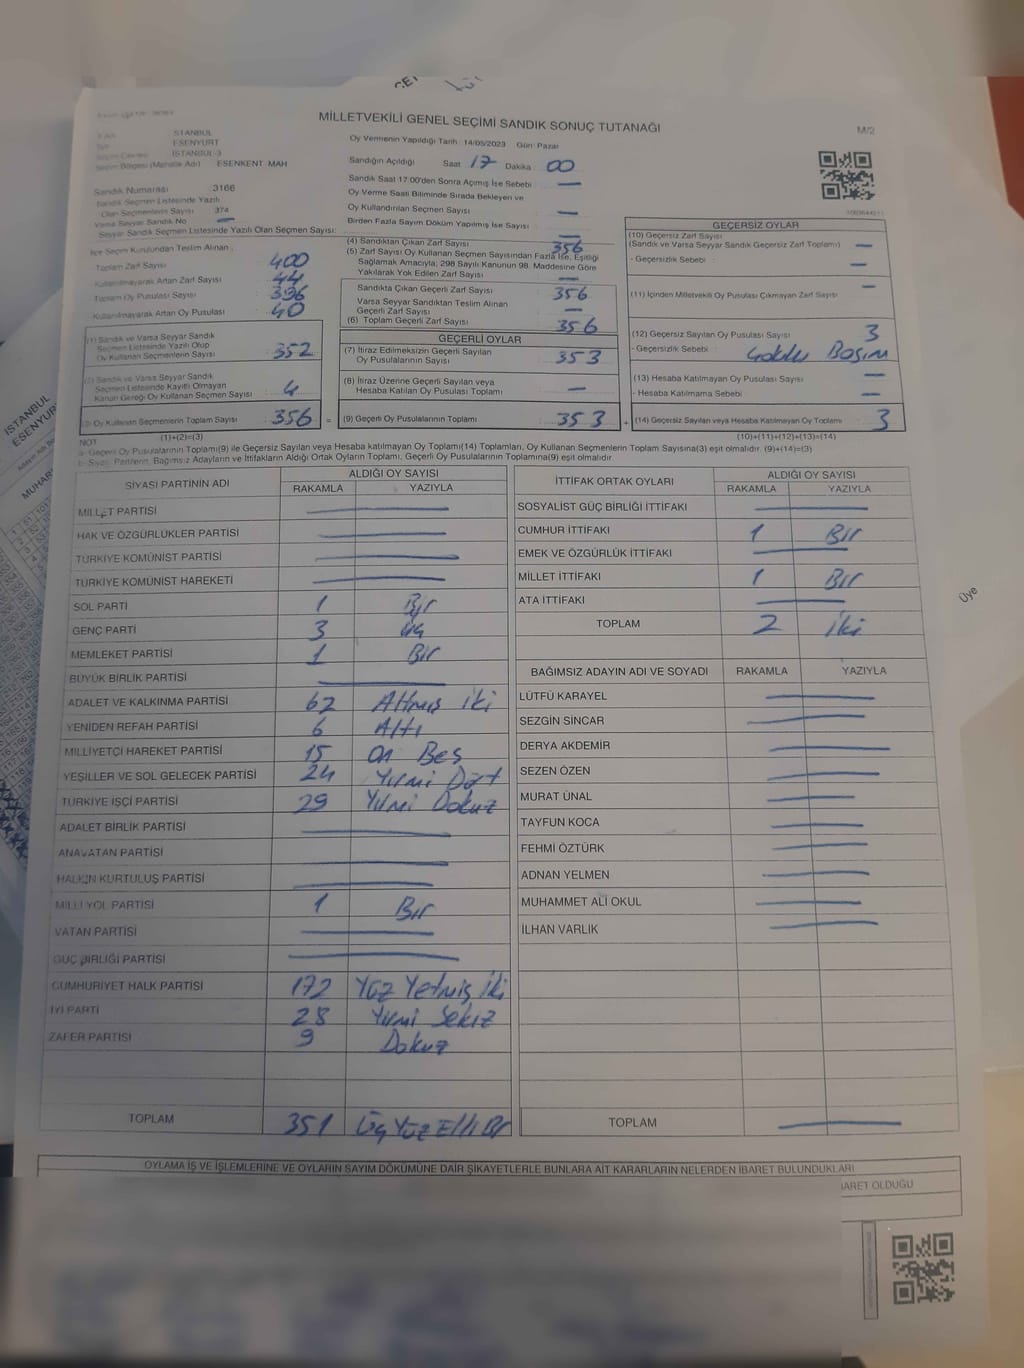 MİLLETVEKİLİ GENEL SEÇİMİ SANDIK SONUÇ TUTANAĞI
M/2
İSTANBUL
ESENYURT
İSTANBUL-3
Seçim Bölgesi (Mahalle Adı) ESENKENT MAH
Sandık Numarası 3166
Sandık Seçmen Listesinde Yazılı
Olan Seçmenlerin Sayısı 374
Varsa Seyyar Sandık No —
Seyyar Sandık Seçmen Listesinde Yazılı Olan Seçmen Sayısı:
Oy Vermenin Yapıldığı Tarih: 14/05/2023 Gün: Pazar
Sandığın Açıldığı Saat 17 Dakika: 00
Sandık Saat 17:00'den Sonra Açımış İse Sebebi —
Oy Verme Saati Bitiminde Sırada Bekleyen ve
Oy Kullandırılan Seçmen Sayısı —
Birden Fazla Sayım Döküm Yapılmış İse Sayısı —
İlçe Seçim Kurulundan Teslim Alınan
Toplam Zarf Sayısı : 400
Kullanılmayarak Artan Zarf Sayısı : 44
Toplam Oy Pusulası Sayısı : 396
Kullanılmayarak Artan Oy Pusulası : 40
(1) Sandık ve Varsa Seyyar Sandık
Seçmen Listesinde Yazılı Olup
Oy Kullanan Seçmenlerin Sayısı : 352
(2) Sandık ve Varsa Seyyar Sandık
Seçmen Listesinde Kayıtlı Olmayan
Kanun Gereği Oy Kullanan Seçmen Sayısı : 4
(3) Oy Kullanan Seçmenlerin Toplam Sayısı : 356 =
(1)+(2)=(3)
(4) Sandıktan Çıkan Zarf Sayısı 356
(5) Zarf Sayısı Oy Kullanan Seçmen Sayısından Fazla İse, Eşitliği
Sağlamak Amacıyla; 298 Sayılı Kanunun 98. Maddesine Göre
Yakılarak Yok Edilen Zarf Sayısı —
Sandıkta Çıkan Geçerli Zarf Sayısı 356
Varsa Seyyar Sandıktan Teslim Alınan
Geçerli Zarf Sayısı —
(6) Toplam Geçerli Zarf Sayısı 356
GEÇERLİ OYLAR
(7) İtiraz Edilmeksizin Geçerli Sayılan
Oy Pusulalarının Sayısı 353
(8) İtiraz Üzerine Geçerli Sayılan veya
Hesaba Katılan Oy Pusulası Toplamı —
(9) Geçerli Oy Pusulalarının Toplamı 353 +
GEÇERSİZ OYLAR
(10) Geçersiz Zarf Sayısı
(Sandık ve Varsa Seyyar Sandık Geçersiz Zarf Toplamı) —
- Geçersizlik Sebebi : —
(11) İçinden Milletvekili Oy Pusulası Çıkmayan Zarf Sayısı —
(12) Geçersiz Sayılan Oy Pusulası Sayısı 3
- Geçersizlik Sebebi : Basım
(13) Hesaba Katılmayan Oy Pusulası Sayısı —
- Hesaba Katılmama Sebebi —
(14) Geçersiz Sayılan veya Hesaba Katılmayan Oy Toplamı 3
(10)+(11)+(12)+(13)=(14)
NOT
a- Geçerli Oy Pusulalarının Toplamı(9) ile Geçersiz Sayılan veya Hesaba katılmayan Oy Toplamı(14) Toplamları, Oy Kullanan Seçmenlerin Toplam Sayısına(3) eşit olmalıdır. (9)+(14)=(3)
b- Siyasi Partilerin, Bağımsız Adayların ve İttifakların Aldığı Ortak Oyların Toplamı, Geçerli Oy Pusulalarının Toplamına(9) eşit olmalıdır.
SİYASİ PARTİNİN ADI ALDIĞI OY SAYISI
RAKAMLA YAZIYLA
MİLLET PARTİSİ —
HAK VE ÖZGÜRLÜKLER PARTİSİ —
TÜRKİYE KOMÜNİST PARTİSİ —
TÜRKİYE KOMÜNİST HAREKETİ —
SOL PARTİ 1 Bir
GENÇ PARTİ 3 üç
MEMLEKET PARTİSİ 1 Bir
BÜYÜK BİRLİK PARTİSİ —
ADALET VE KALKINMA PARTİSİ 62 Altmış iki
YENİDEN REFAH PARTİSİ 6 Altı
MİLLİYETÇİ HAREKET PARTİSİ 15 On Beş
YEŞİLLER VE SOL GELECEK PARTİSİ 24 Yirmi Dört
TÜRKİYE İŞÇİ PARTİSİ 29 Yirmi Dokuz
ADALET BİRLİK PARTİSİ —
ANAVATAN PARTİSİ —
HALKIN KURTULUŞ PARTİSİ —
MİLLİ YOL PARTİSİ 1 Bir
VATAN PARTİSİ —
GÜÇ BİRLİĞİ PARTİSİ —
CUMHURİYET HALK PARTİSİ 172 Yüz Yetmiş İki
İYİ PARTİ 28 Yirmi Sekiz
ZAFER PARTİSİ 9 Dokuz
TOPLAM 351 Üç Yüz Elli Bir
İTTİFAK ORTAK OYLARI ALDIĞI OY SAYISI
RAKAMLA YAZIYLA
SOSYALİST GÜÇ BİRLİĞİ İTTİFAKI —
CUMHUR İTTİFAKI 1 Bir
EMEK VE ÖZGÜRLÜK İTTİFAKI —
MİLLET İTTİFAKI 1 Bir
ATA İTTİFAKI —
TOPLAM 2 iki
BAĞIMSIZ ADAYIN ADI VE SOYADI RAKAMLA YAZIYLA
LÜTFÜ KARAYEL —
SEZGİN SİNCAR —
DERYA AKDEMİR —
SEZEN ÖZEN —
MURAT ÜNAL —
TAYFUN KOCA —
FEHMİ ÖZTÜRK —
ADNAN YELMEN —
MUHAMMET ALİ OKUL —
İLHAN VARLIK —
TOPLAM —
OYLAMA İŞ VE İŞLEMLERİNE VE OYLARIN SAYIM DÖKÜMÜNE DAİR ŞİKAYETLERLE BUNLARA AİT KARARLARIN NELERDEN İBARET BULUNDUKLARI
BARET OLDUĞU
İSTANBUL
ESENYUR
MUHAR
Üye